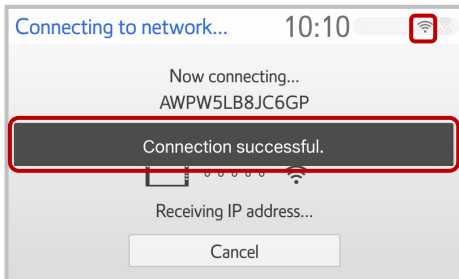 Connecting to network...
10:10
Now connecting...
AWPW5LB8JC6GP
Connection successful.
Receiving IP address...
Cancel